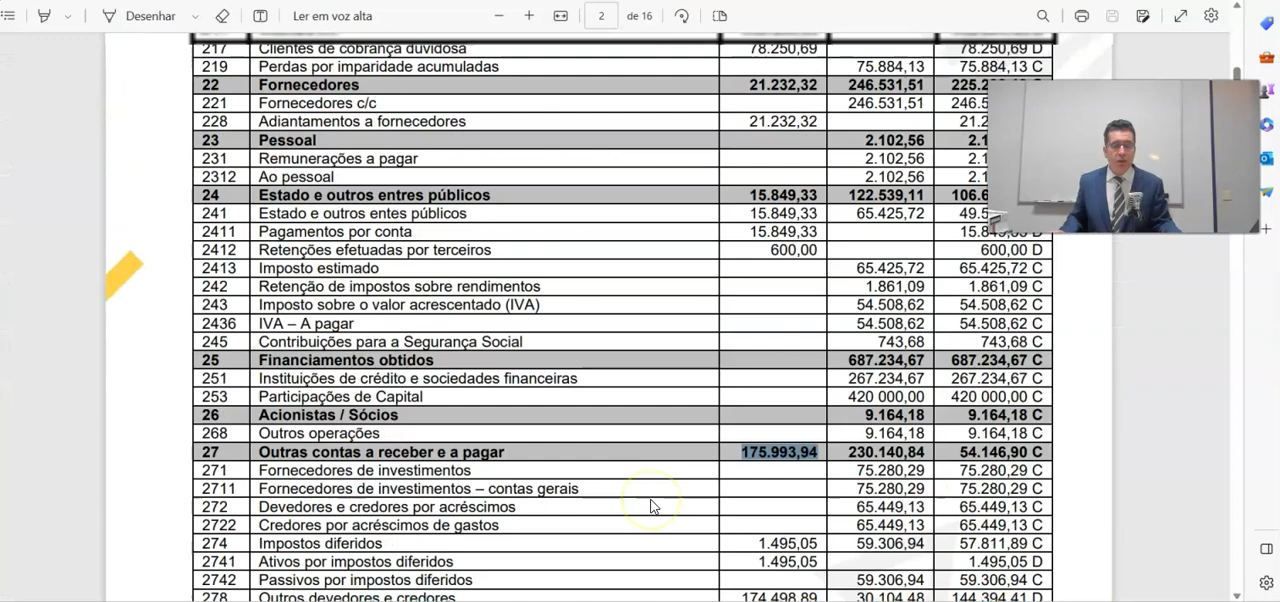 Desenhar
Ler em voz alta
2 de 16
217 Clientes de cobrança duvidosa 78.250,69 78.250,69 D
219 Perdas por imparidade acumuladas 75.884,13 75.884,13 C
22 Fornecedores 21.232,32 246.531,51
221 Fornecedores c/c 246.531,51
228 Adiantamentos a fornecedores 21.232,32
23 Pessoal 2.102,56
231 Remunerações a pagar 2.102,56
2312 Ao pessoal 2.102,56
24 Estado e outros entres públicos 15.849,33 122.539,11
241 Estado e outros entes públicos 15.849,33 65.425,72
2411 Pagamentos por conta 15.849,33
2412 Retenções efetuadas por terceiros 600,00 600,00 D
2413 Imposto estimado 65.425,72 65.425,72 C
242 Retenção de impostos sobre rendimentos 1.861,09 1.861,09 C
243 Imposto sobre o valor acrescentado (IVA) 54.508,62 54.508,62 C
2436 IVA – A pagar 54.508,62 54.508,62 C
245 Contribuições para a Segurança Social 743,68 743,68 C
25 Financiamentos obtidos 687.234,67 687.234,67 C
251 Instituições de crédito e sociedades financeiras 267.234,67 267.234,67 C
253 Participações de Capital 420 000,00 420 000,00 C
26 Acionistas / Sócios 9.164,18 9.164,18 C
268 Outros operações 9.164,18 9.164,18 C
27 Outras contas a receber e a pagar 175.993,94 230.140,84 54.146,90 C
271 Fornecedores de investimentos 75.280,29 75.280,29 C
2711 Fornecedores de investimentos – contas gerais 75.280,29 75.280,29 C
272 Devedores e credores por acréscimos 65.449,13 65.449,13 C
2722 Credores por acréscimos de gastos 65.449,13 65.449,13 C
274 Impostos diferidos 1.495,05 59.306,94 57.811,89 C
2741 Ativos por impostos diferidos 1.495,05 1.495,05 D
2742 Passivos por impostos diferidos 59.306,94 59.306,94 C
278 Outros devedores e credores 174.498,89 30.104,48 144.394,41 D